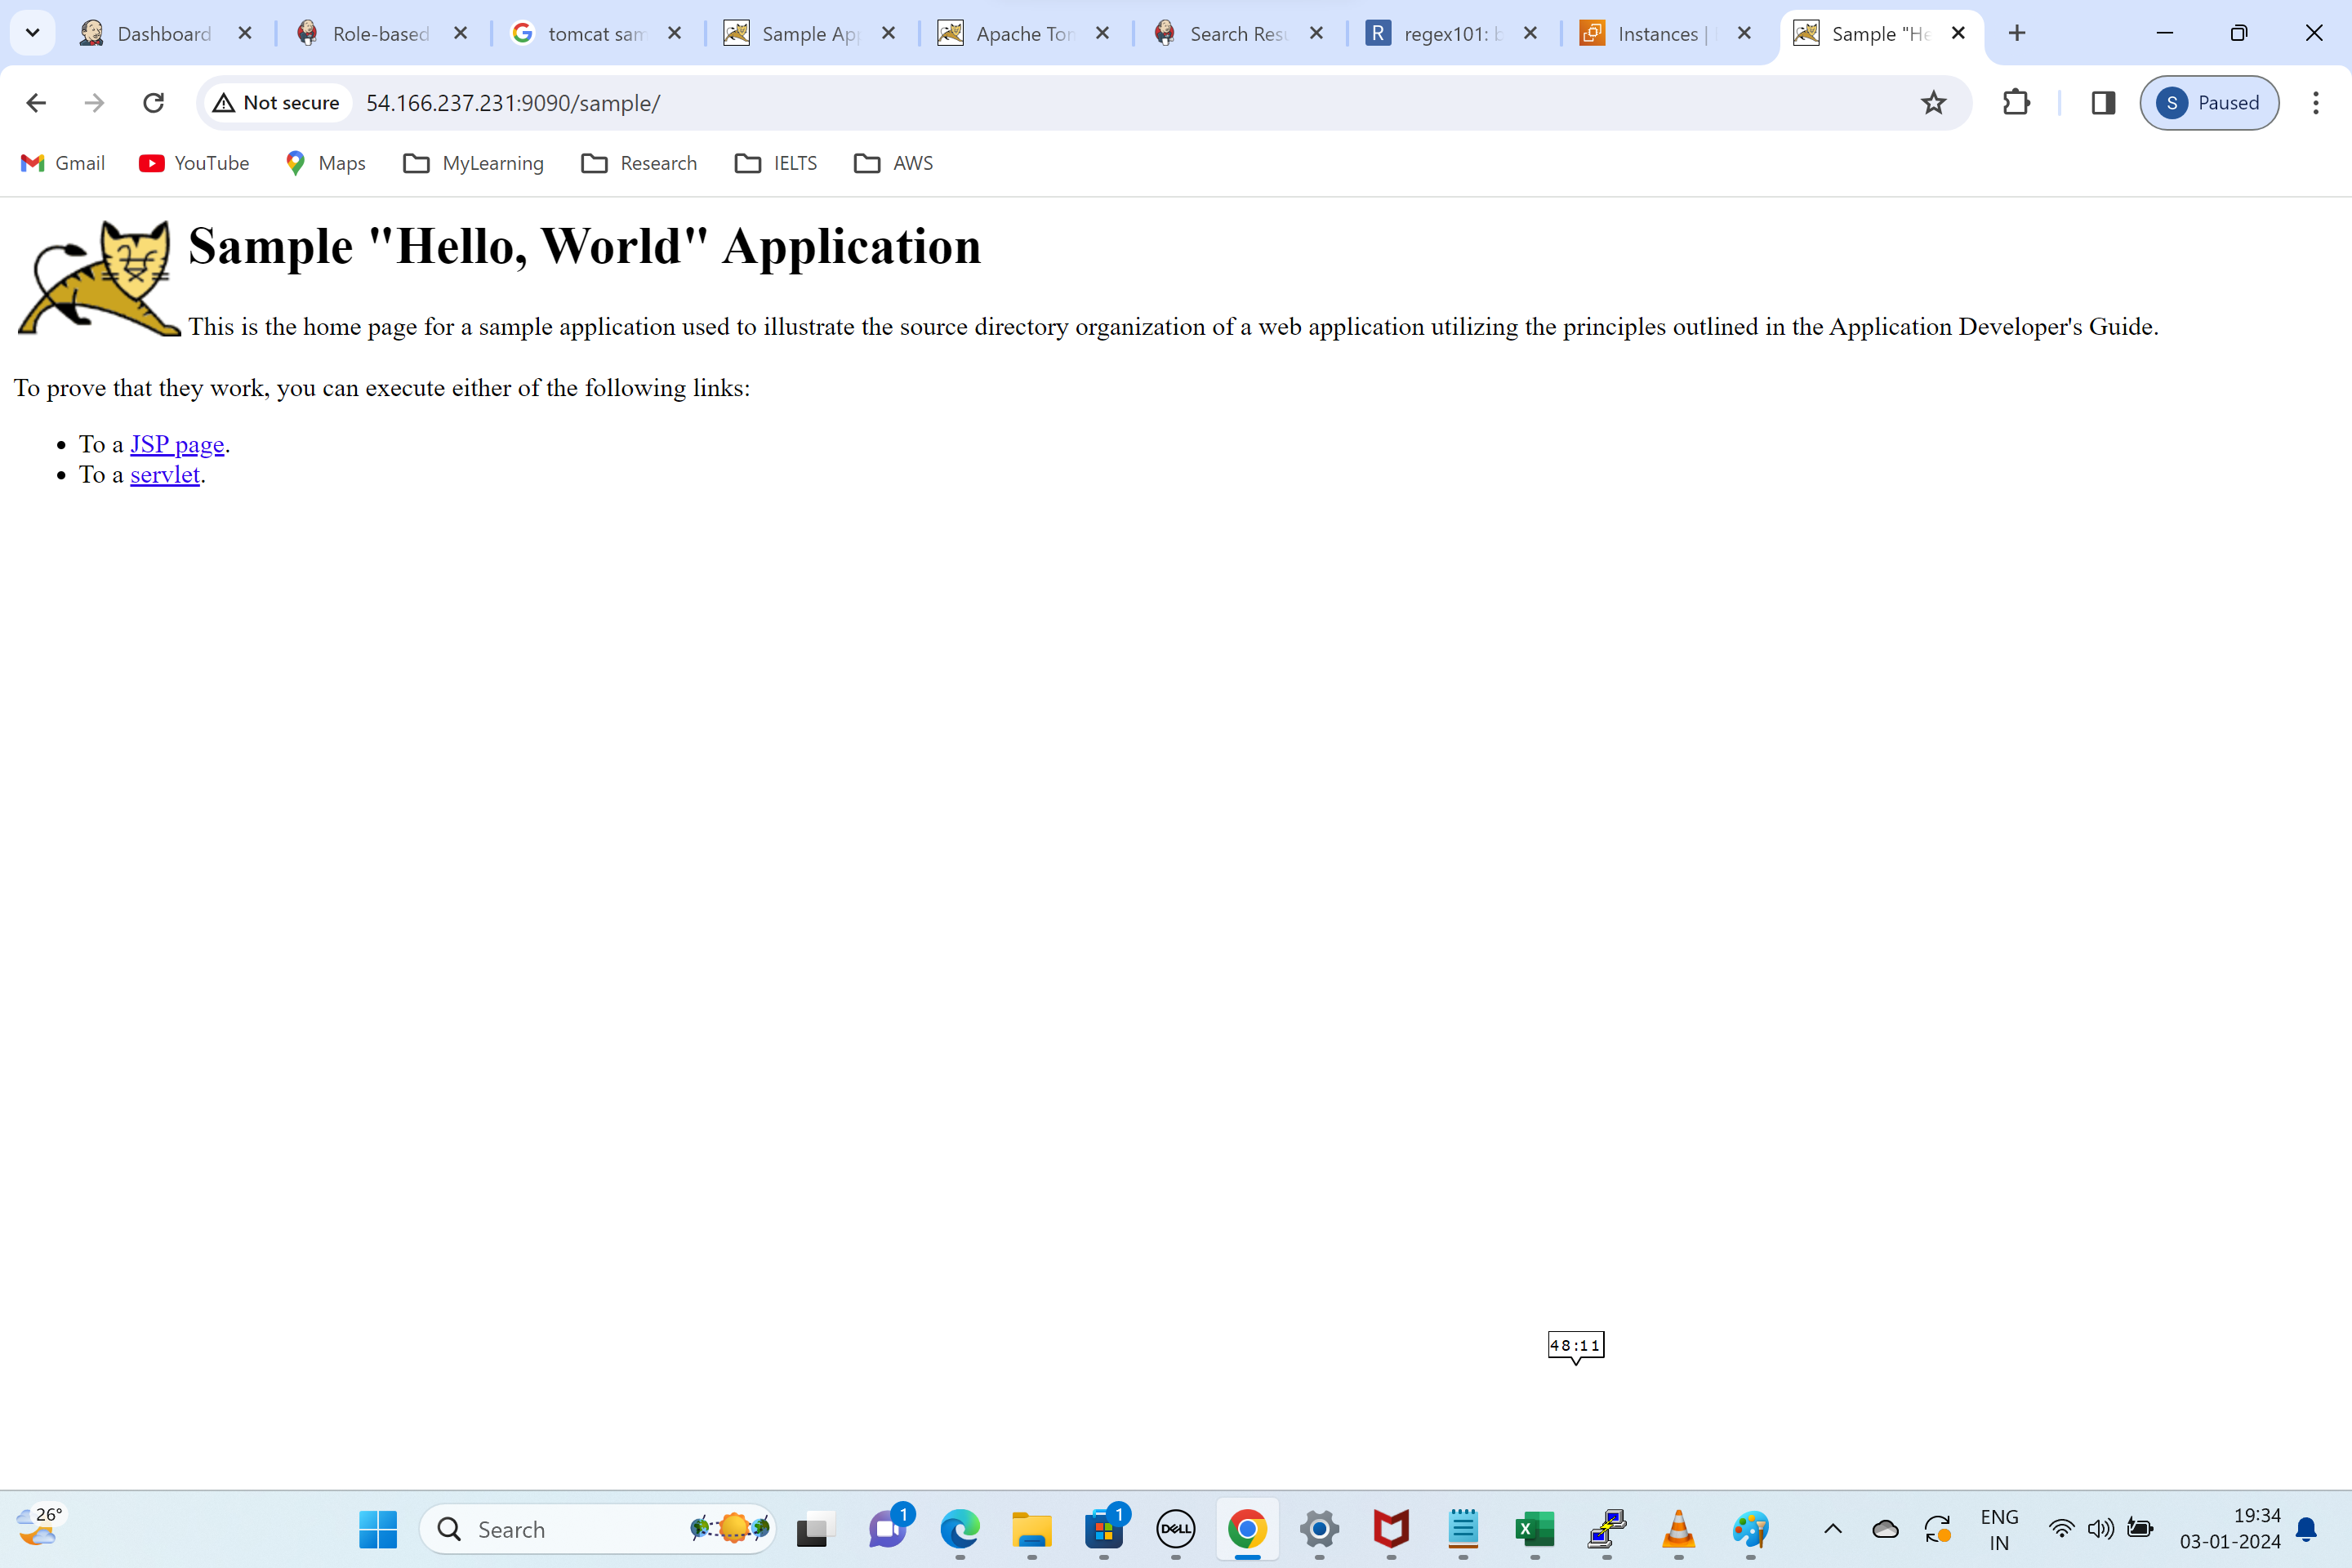 Dashboard
Role-based
tomcat sam
Sample Ap
Apache Tor
Search Res
R
regex101: b
Instances |
Sample "He
Not secure
54.166.237.231:9090/sample/
S
Paused
Gmail
YouTube
Maps
MyLearning
Research
IELTS
AWS
Sample "Hello, World" Application
This is the home page for a sample application used to illustrate the source directory organization of a web application utilizing the principles outlined in the Application Developer's Guide.
To prove that they work, you can execute either of the following links:
• To a JSP page.
• To a servlet.
48:11
26°
Search
1
1
DELL
X
ENG
IN
19:34
03-01-2024